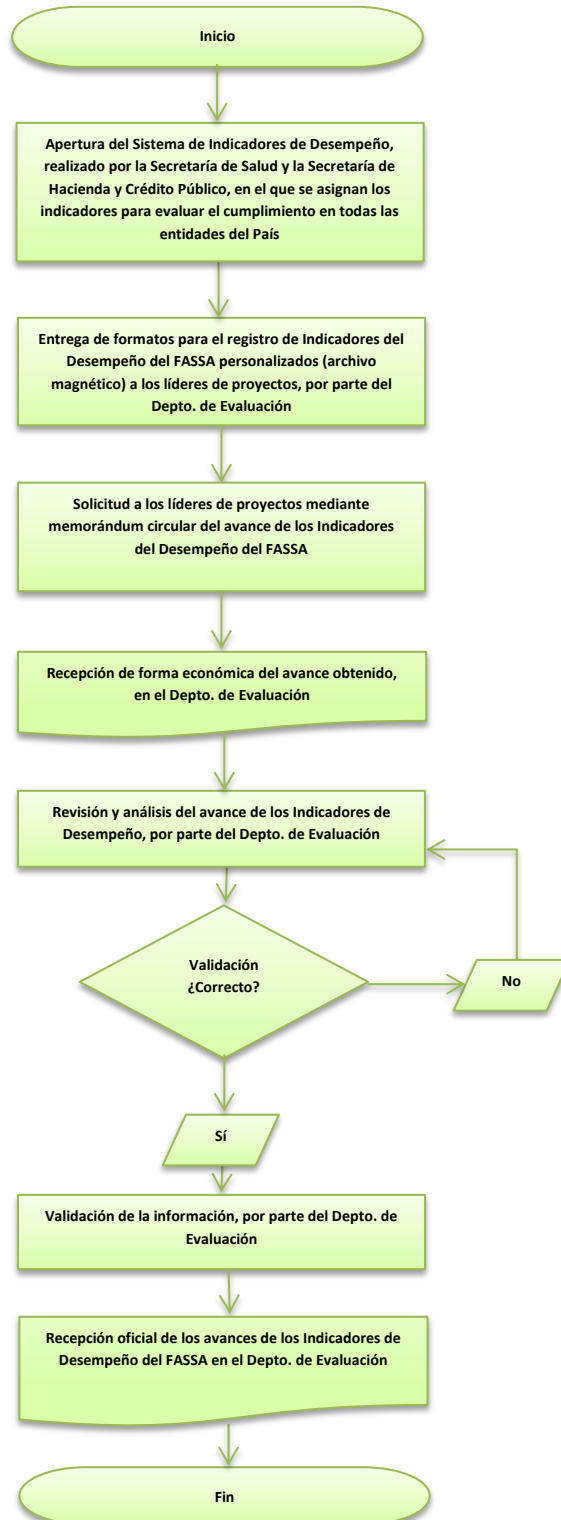 Inicio
Apertura del Sistema de Indicadores de Desempeño,
realizado por la Secretaría de Salud y la Secretaría de
Hacienda y Crédito Público, en el que se asignan los
indicadores para evaluar el cumplimiento en todas las
entidades del País
Entrega de formatos para el registro de Indicadores del
Desempeño del FASSA personalizados (archivo
magnético) a los líderes de proyectos, por parte del
Depto. de Evaluación
Solicitud a los líderes de proyectos mediante
memorándum circular del avance de los Indicadores
del Desempeño del FASSA
Recepción de forma económica del avance obtenido,
en el Depto. de Evaluación
Revisión y análisis del avance de los Indicadores de
Desempeño, por parte del Depto. de Evaluación
Validación
¿Correcto?
No
Sí
Validación de la información, por parte del Depto. de
Evaluación
Recepción oficial de los avances de los Indicadores de
Desempeño del FASSA en el Depto. de Evaluación
Fin